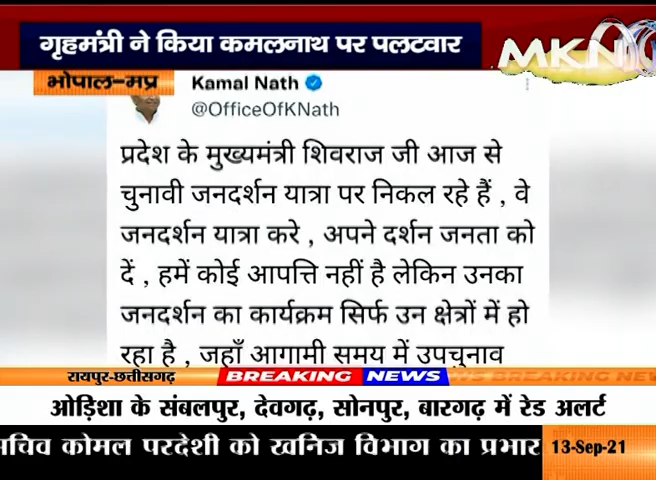 गृहमंत्री ने किया कमलनाथ पर पलटवार
MKN
भोपाल-मप्र
Kamal Nath
@OfficeOfKNath
प्रदेश के मुख्यमंत्री शिवराज जी आज से
चुनावी जनदर्शन यात्रा पर निकल रहे हैं , वे
जनदर्शन यात्रा करे , अपने दर्शन जनता को
दें , हमें कोई आपत्ति नहीं है लेकिन उनका
जनदर्शन का कार्यक्रम सिर्फ उन क्षेत्रों में हो
रहा है , जहाँ आगामी समय में उपचुनाव
रायपुर-छत्तीसगढ़
BREAKING NEWS
BREAKING NEW
ओड़िशा के संबलपुर, देवगढ़, सोनपुर, बारगढ़ में रेड अलर्ट
कोमल परदेशी को खनिज विभाग का प्रभार
13-Sep-21